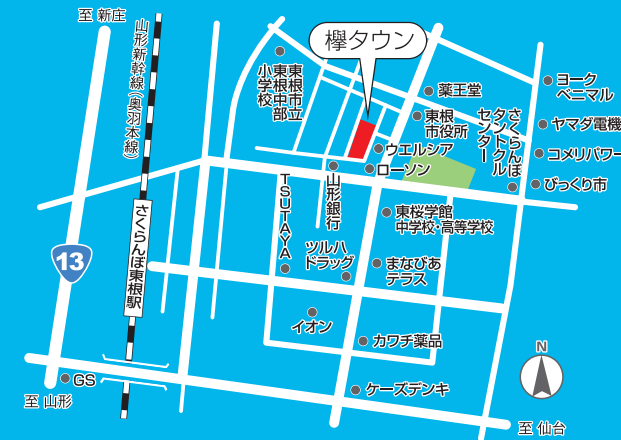 至 新庄
山形新幹線(奥羽本線)
欅タウン
東根市立
東根中部
小学校
薬王堂
東根
市役所
ウエルシア
ローソン
さくらんぼ
タントクル
センター
ヨーク
ベニマル
ヤマダ電機
コメリパワー
びっくり市
山形銀行
TSUTAYA
東桜学館
中学校・高等学校
ツルハ
ドラッグ
まなびあ
テラス
さくらんぼ東根駅
13
イオン
カワチ薬品
ケーズデンキ
GS
至 山形
至 仙台
N